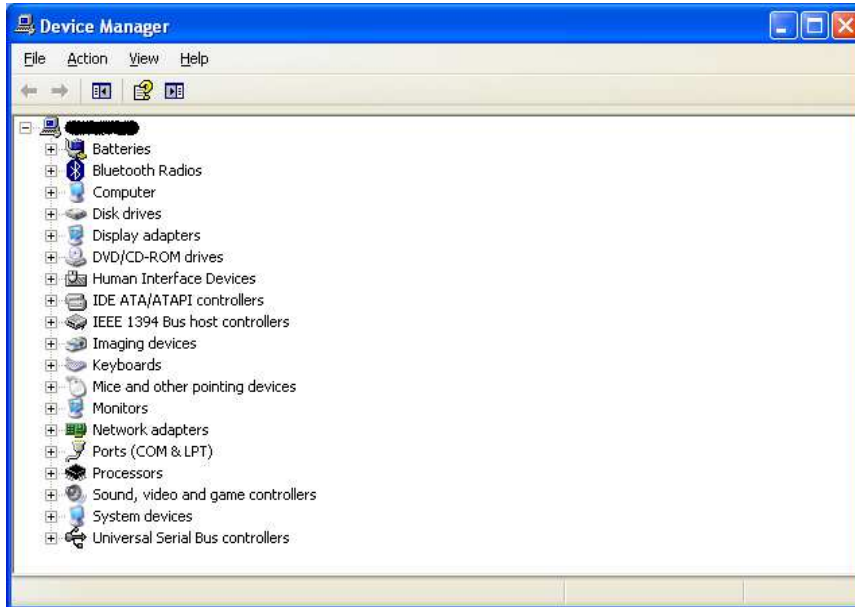 Device Manager
File Action View Help
Batteries
Bluetooth Radios
Computer
Disk drives
Display adapters
DVD/CD-ROM drives
Human Interface Devices
IDE ATA/ATAPI controllers
IEEE 1394 Bus host controllers
Imaging devices
Keyboards
Mice and other pointing devices
Monitors
Network adapters
Ports (COM & LPT)
Processors
Sound, video and game controllers
System devices
Universal Serial Bus controllers